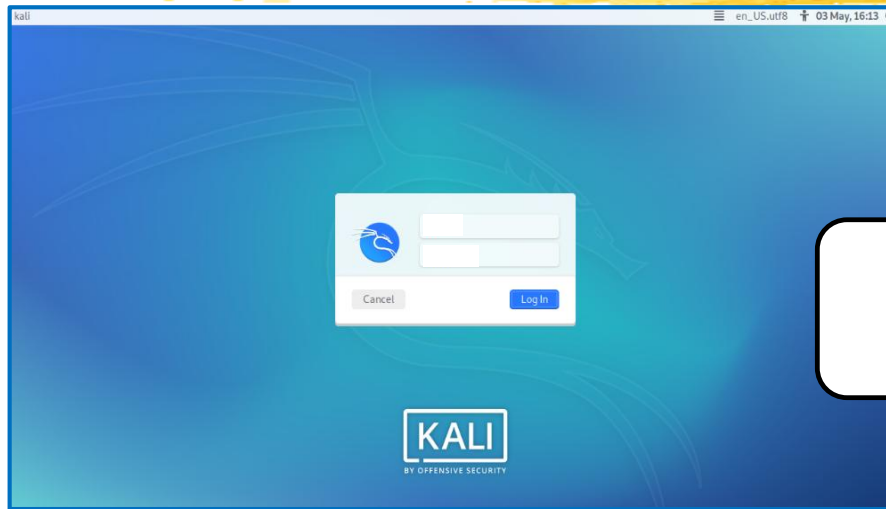 kali
en_US.utf8 03 May, 16:13
Cancel
Log In
KALI
BY OFFENSIVE SECURITY